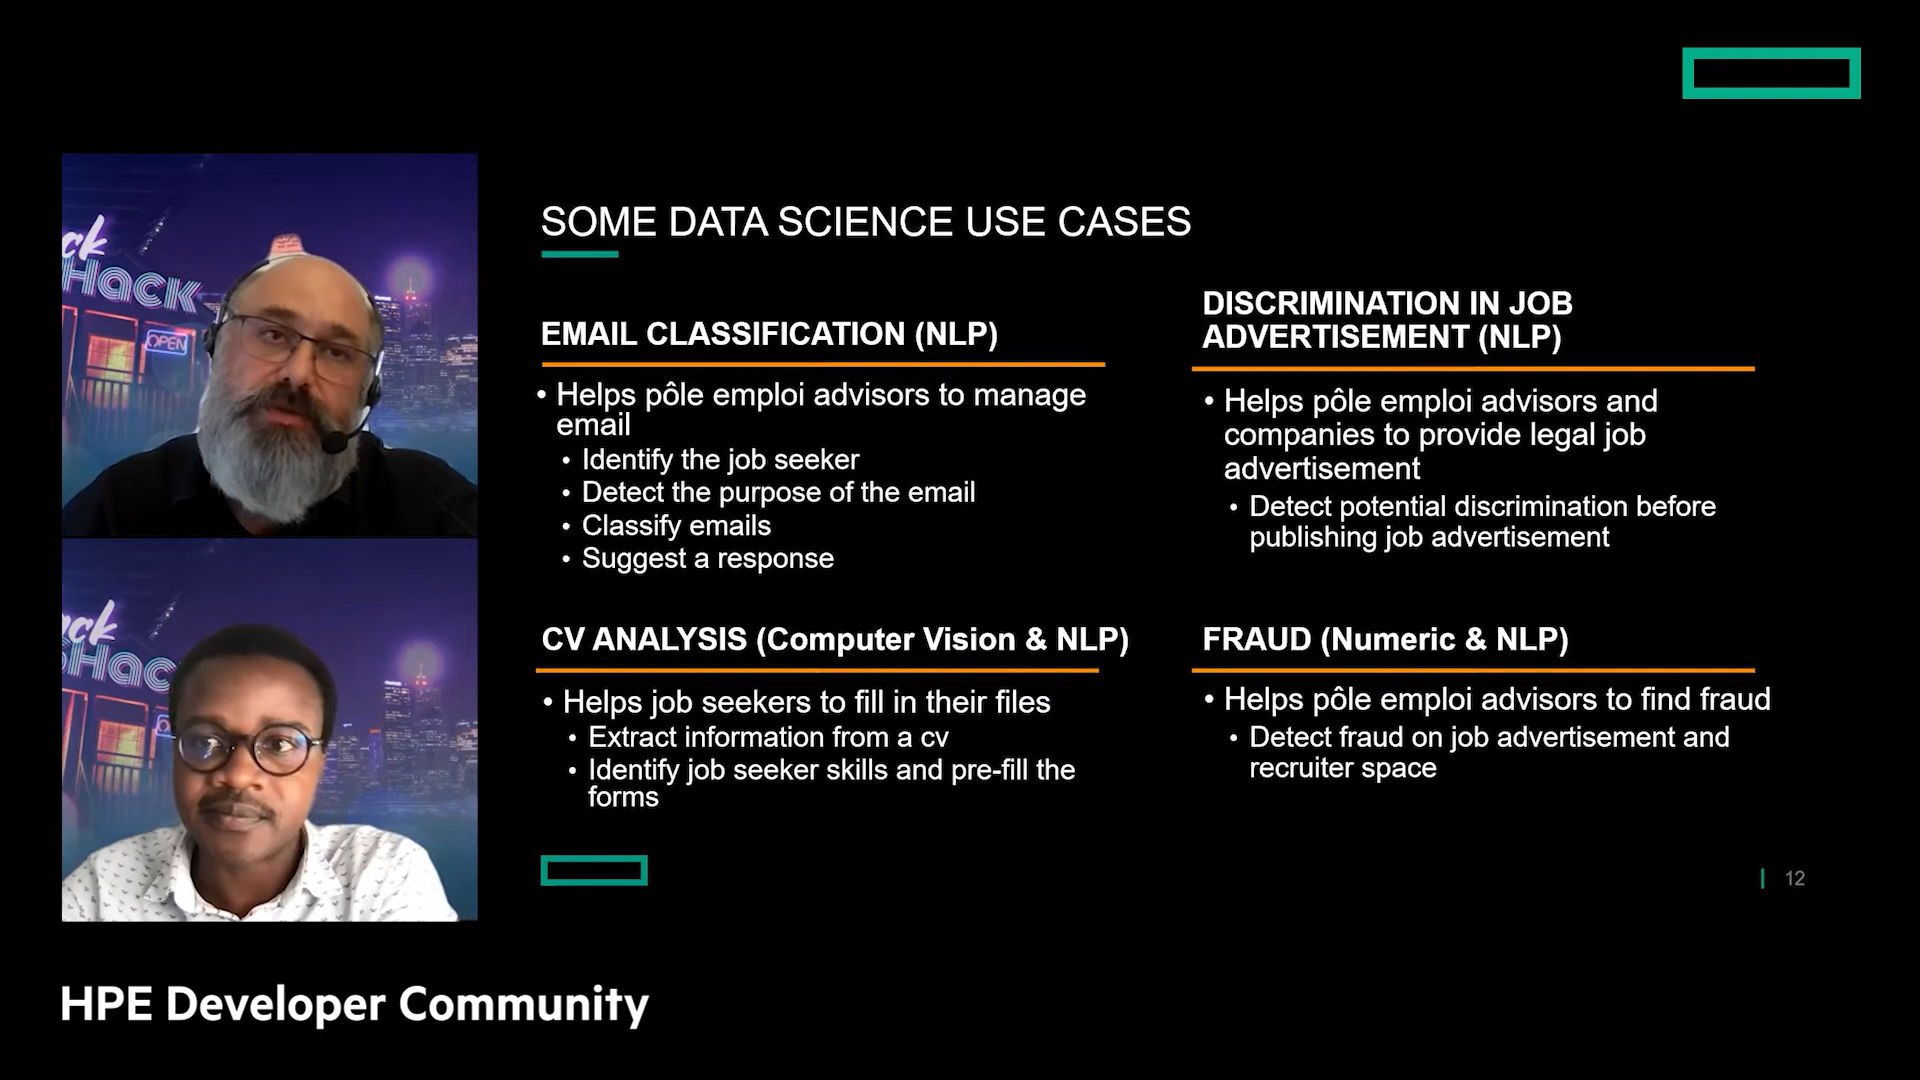 SOME DATA SCIENCE USE CASES
EMAIL CLASSIFICATION (NLP)
• Helps pôle emploi advisors to manage
email
• Identify the job seeker
• Detect the purpose of the email
• Classify emails
• Suggest a response
DISCRIMINATION IN JOB
ADVERTISEMENT (NLP)
• Helps pôle emploi advisors and
companies to provide legal job
advertisement
• Detect potential discrimination before
publishing job advertisement
CV ANALYSIS (Computer Vision & NLP)
• Helps job seekers to fill in their files
• Extract information from a cv
• Identify job seeker skills and pre-fill the
forms
FRAUD (Numeric & NLP)
• Helps pôle emploi advisors to find fraud
• Detect fraud on job advertisement and
recruiter space
12
ck
Hack
OPEN
HPE Developer Community